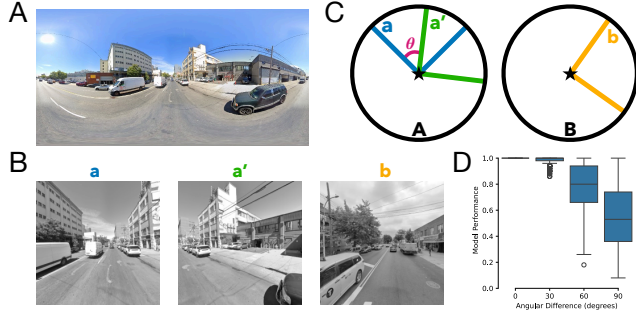 A
B
a
a′
b
C
a
a′
θ
A
b
B
D
Model Performance
1.0
0.8
0.6
0.4
0.2
0.0
0
30
60
90
Angular Difference (degrees)